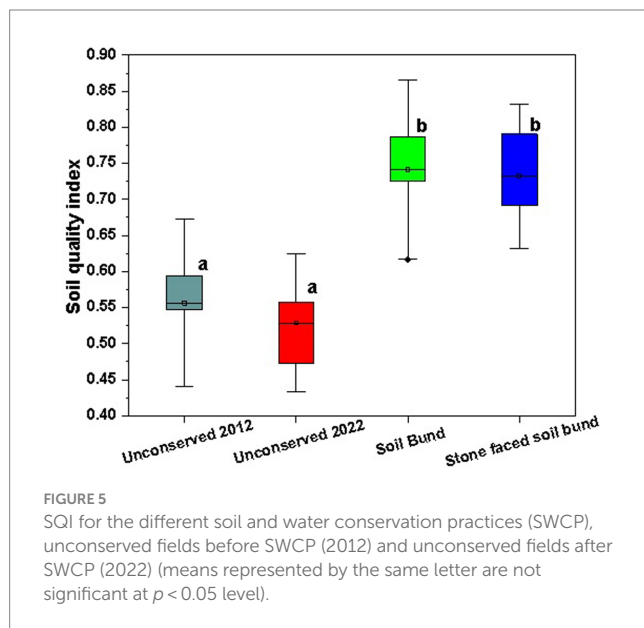 0.90
0.85
0.80
0.75
0.70
0.65
0.60
0.55
0.50
0.45
0.40
Soil quality index
a
a
b
b
Unconserved 2012
Unconserved 2022
Soil Bund
Stone faced soil bund
FIGURE 5
SQI for the different soil and water conservation practices (SWCP),
unconserved fields before SWCP (2012) and unconserved fields after
SWCP (2022) (means represented by the same letter are not
significant at p < 0.05 level).